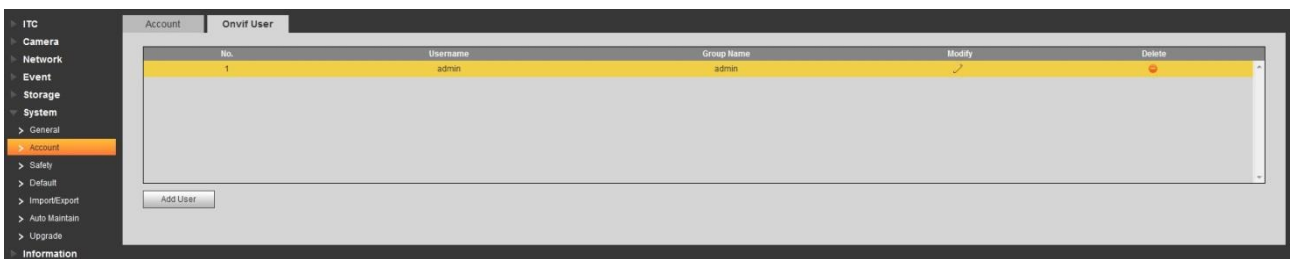 ITC
Camera
Network
Event
Storage
System
General
Account
Safety
Default
Import/Export
Auto Maintain
Upgrade
Information
Account Onvif User
No. Username Group Name Modify Delete
1 admin admin
Add User